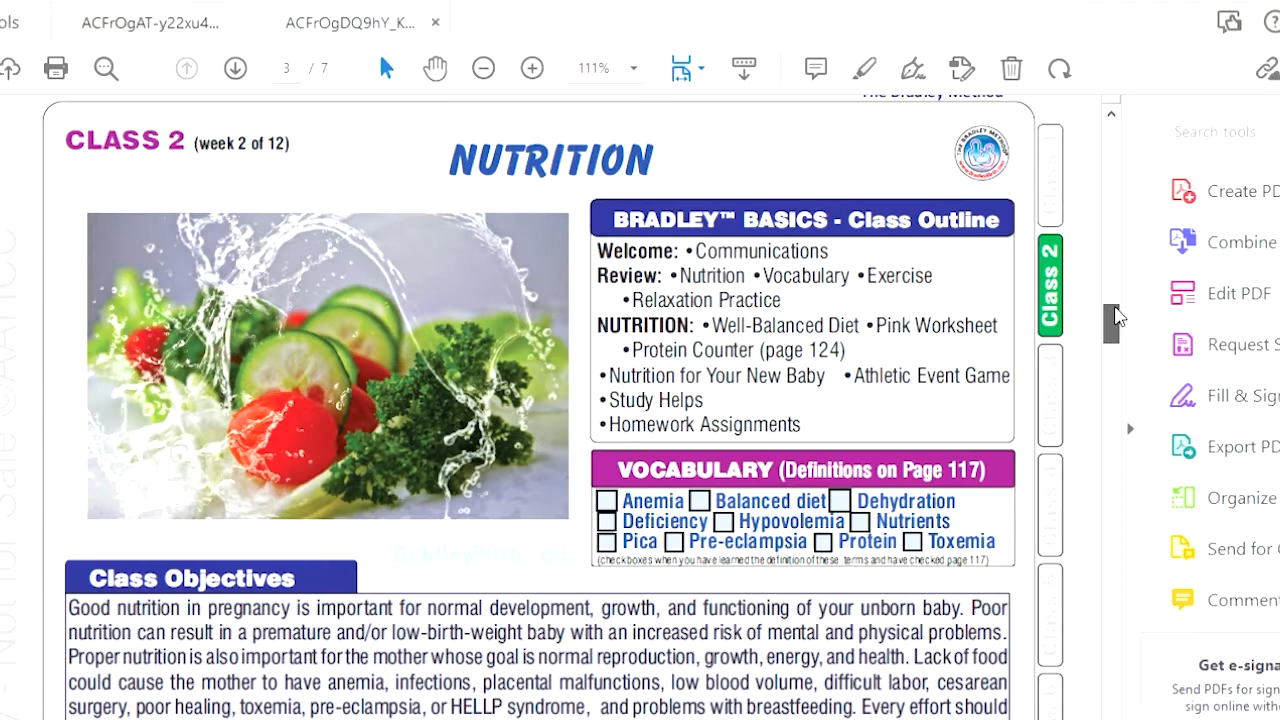 ols
ACFrOgAT-y22xu4...
ACFrOgDQ9hY_K...
3 / 7
111%
The Bradley Method
CLASS 2 (week 2 of 12)
NUTRITION
Class 2
BRADLEY™ BASICS - Class Outline
Welcome: •Communications
Review: •Nutrition •Vocabulary •Exercise
•Relaxation Practice
NUTRITION: •Well-Balanced Diet •Pink Worksheet
•Protein Counter (page 124)
•Nutrition for Your New Baby •Athletic Event Game
•Study Helps
•Homework Assignments
VOCABULARY (Definitions on Page 117)
Anemia Balanced diet Dehydration
Deficiency Hypovolemia Nutrients
Pica Pre-eclampsia Protein Toxemia
(check boxes when you have learned the definition of these terms and have checked page 117)
Class Objectives
Good nutrition in pregnancy is important for normal development, growth, and functioning of your unborn baby. Poor
nutrition can result in a premature and/or low-birth-weight baby with an increased risk of mental and physical problems.
Proper nutrition is also important for the mother whose goal is normal reproduction, growth, energy, and health. Lack of food
could cause the mother to have anemia, infections, placental malfunctions, low blood volume, difficult labor, cesarean
surgery, poor healing, toxemia, pre-eclampsia, or HELLP syndrome, and problems with breastfeeding. Every effort should
Search tools
Create PD
Combine
Edit PDF
Request S
Fill & Sig
Export PD
Organize
Send for C
Comment
Get e-signa
Send PDFs for sign
sign online with